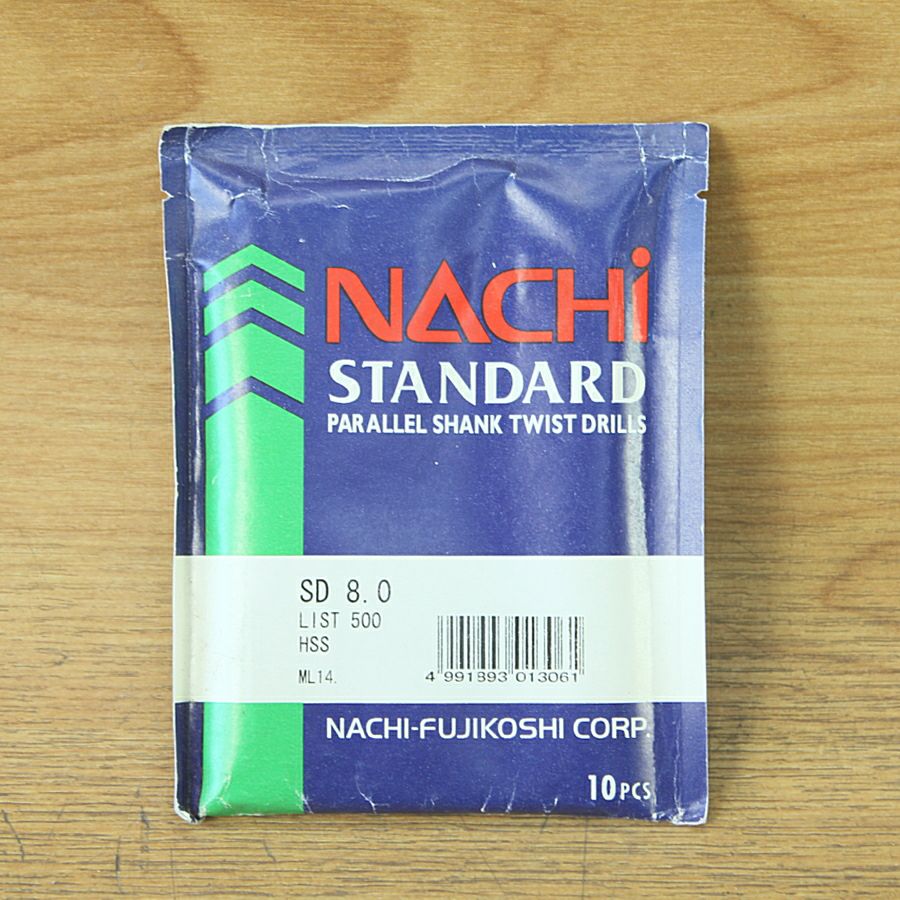 NACHi
STANDARD
PARALLEL SHANK TWIST DRILLS
SD 8.0
LIST 500
HSS
ML14.
4 991893 013061
NACHI-FUJIKOSHI CORP.
10PCS